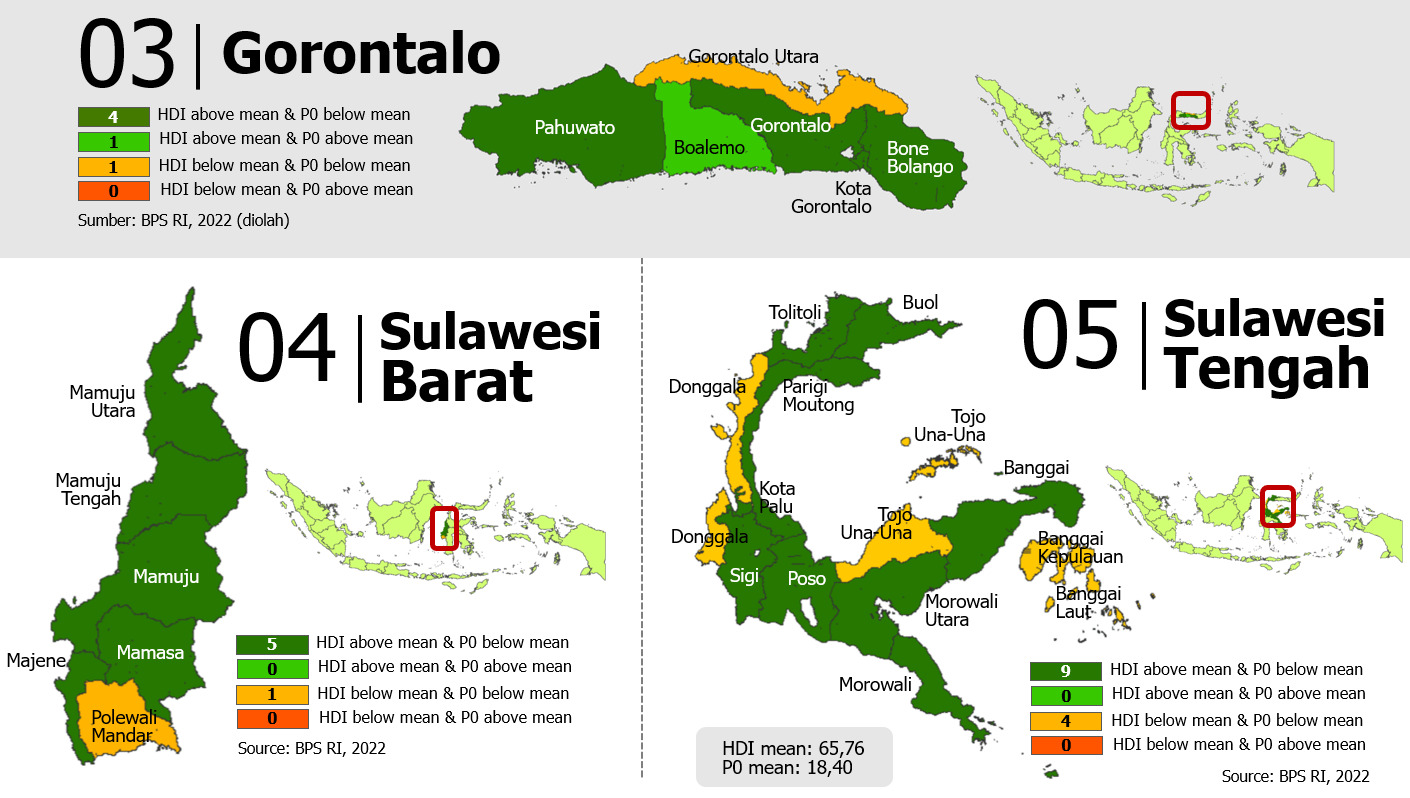 03 | Gorontalo
4 HDI above mean & P0 below mean
1 HDI above mean & P0 above mean
1 HDI below mean & P0 below mean
0 HDI below mean & P0 above mean
Sumber: BPS RI, 2022 (diolah)
Gorontalo Utara
Pahuwato
Boalemo
Gorontalo
Bone
Bolango
Kota
Gorontalo
04
Sulawesi
Barat
Mamuju
Utara
Mamuju
Tengah
Mamuju
Mamasa
Majene
Polewali
Mandar
5 HDI above mean & P0 below mean
0 HDI above mean & P0 above mean
1 HDI below mean & P0 below mean
0 HDI below mean & P0 above mean
Source: BPS RI, 2022
05
Sulawesi
Tengah
Tolitoli
Buol
Donggala
Parigi
Moutong
Tojo
Una-Una
Banggai
Kota
Palu
Tojo
Una-Una
Donggala
Banggai
Kepulauan
Sigi
Poso
Banggai
Laut
Morowali
Utara
Morowali
9 HDI above mean & P0 below mean
0 HDI above mean & P0 above mean
4 HDI below mean & P0 below mean
0 HDI below mean & P0 above mean
Source: BPS RI, 2022
HDI mean: 65,76
P0 mean: 18,40